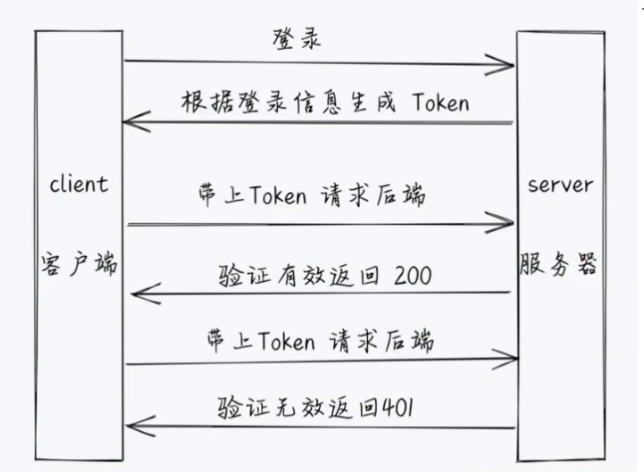 登录
根据登录信息生成 Token
client
server
带上Token 请求后端
客户端
服务器
验证有效返回 200
带上Token 请求后端
验证无效返回401